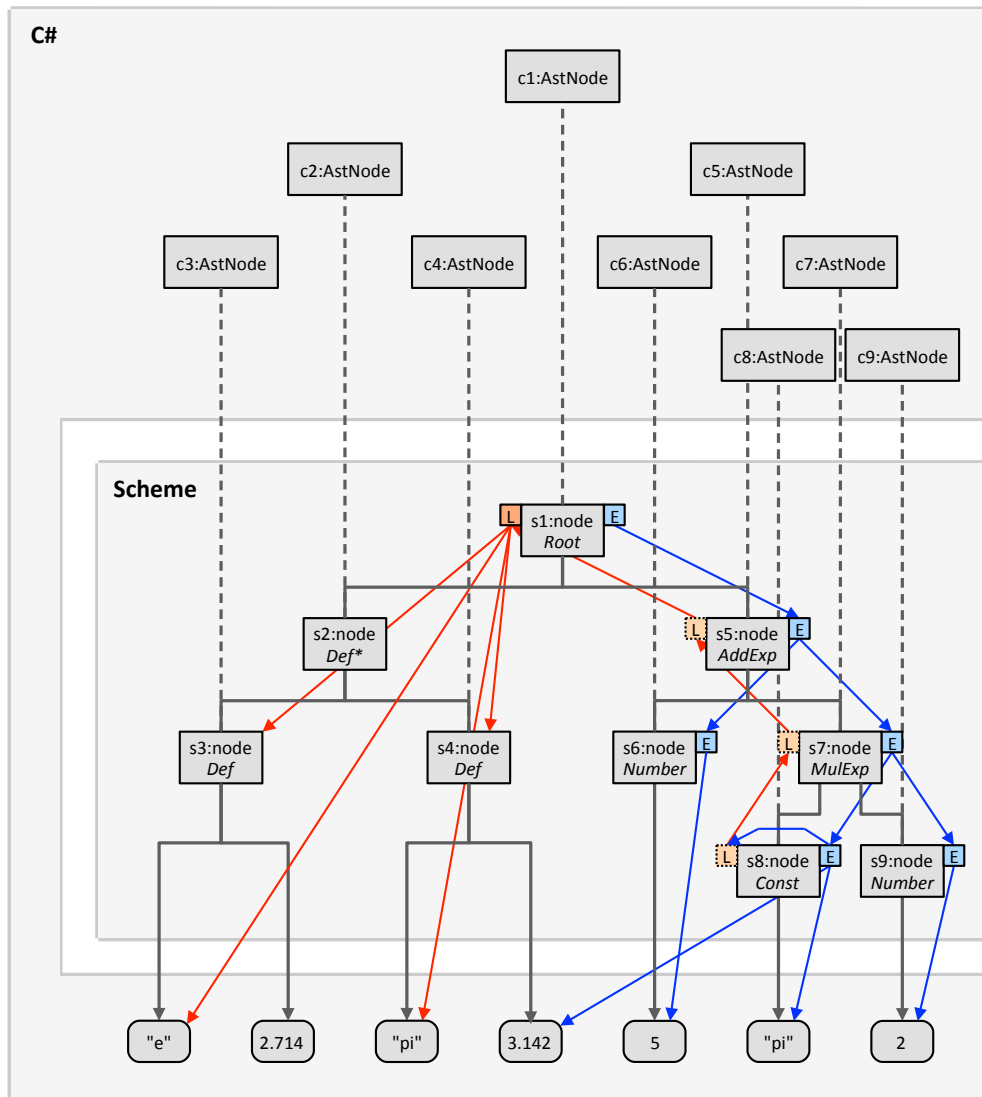 C#
c1:AstNode
c2:AstNode
c5:AstNode
c3:AstNode
c4:AstNode
c6:AstNode
c7:AstNode
c8:AstNode
c9:AstNode
Scheme
L
s1:node
Root
E
s2:node
Def*
L
s5:node
AddExp
E
s3:node
Def
s4:node
Def
s6:node
Number
E
L
s7:node
MulExp
E
L
s8:node
Const
E
s9:node
Number
E
"e"
2.714
"pi"
3.142
5
"pi"
2